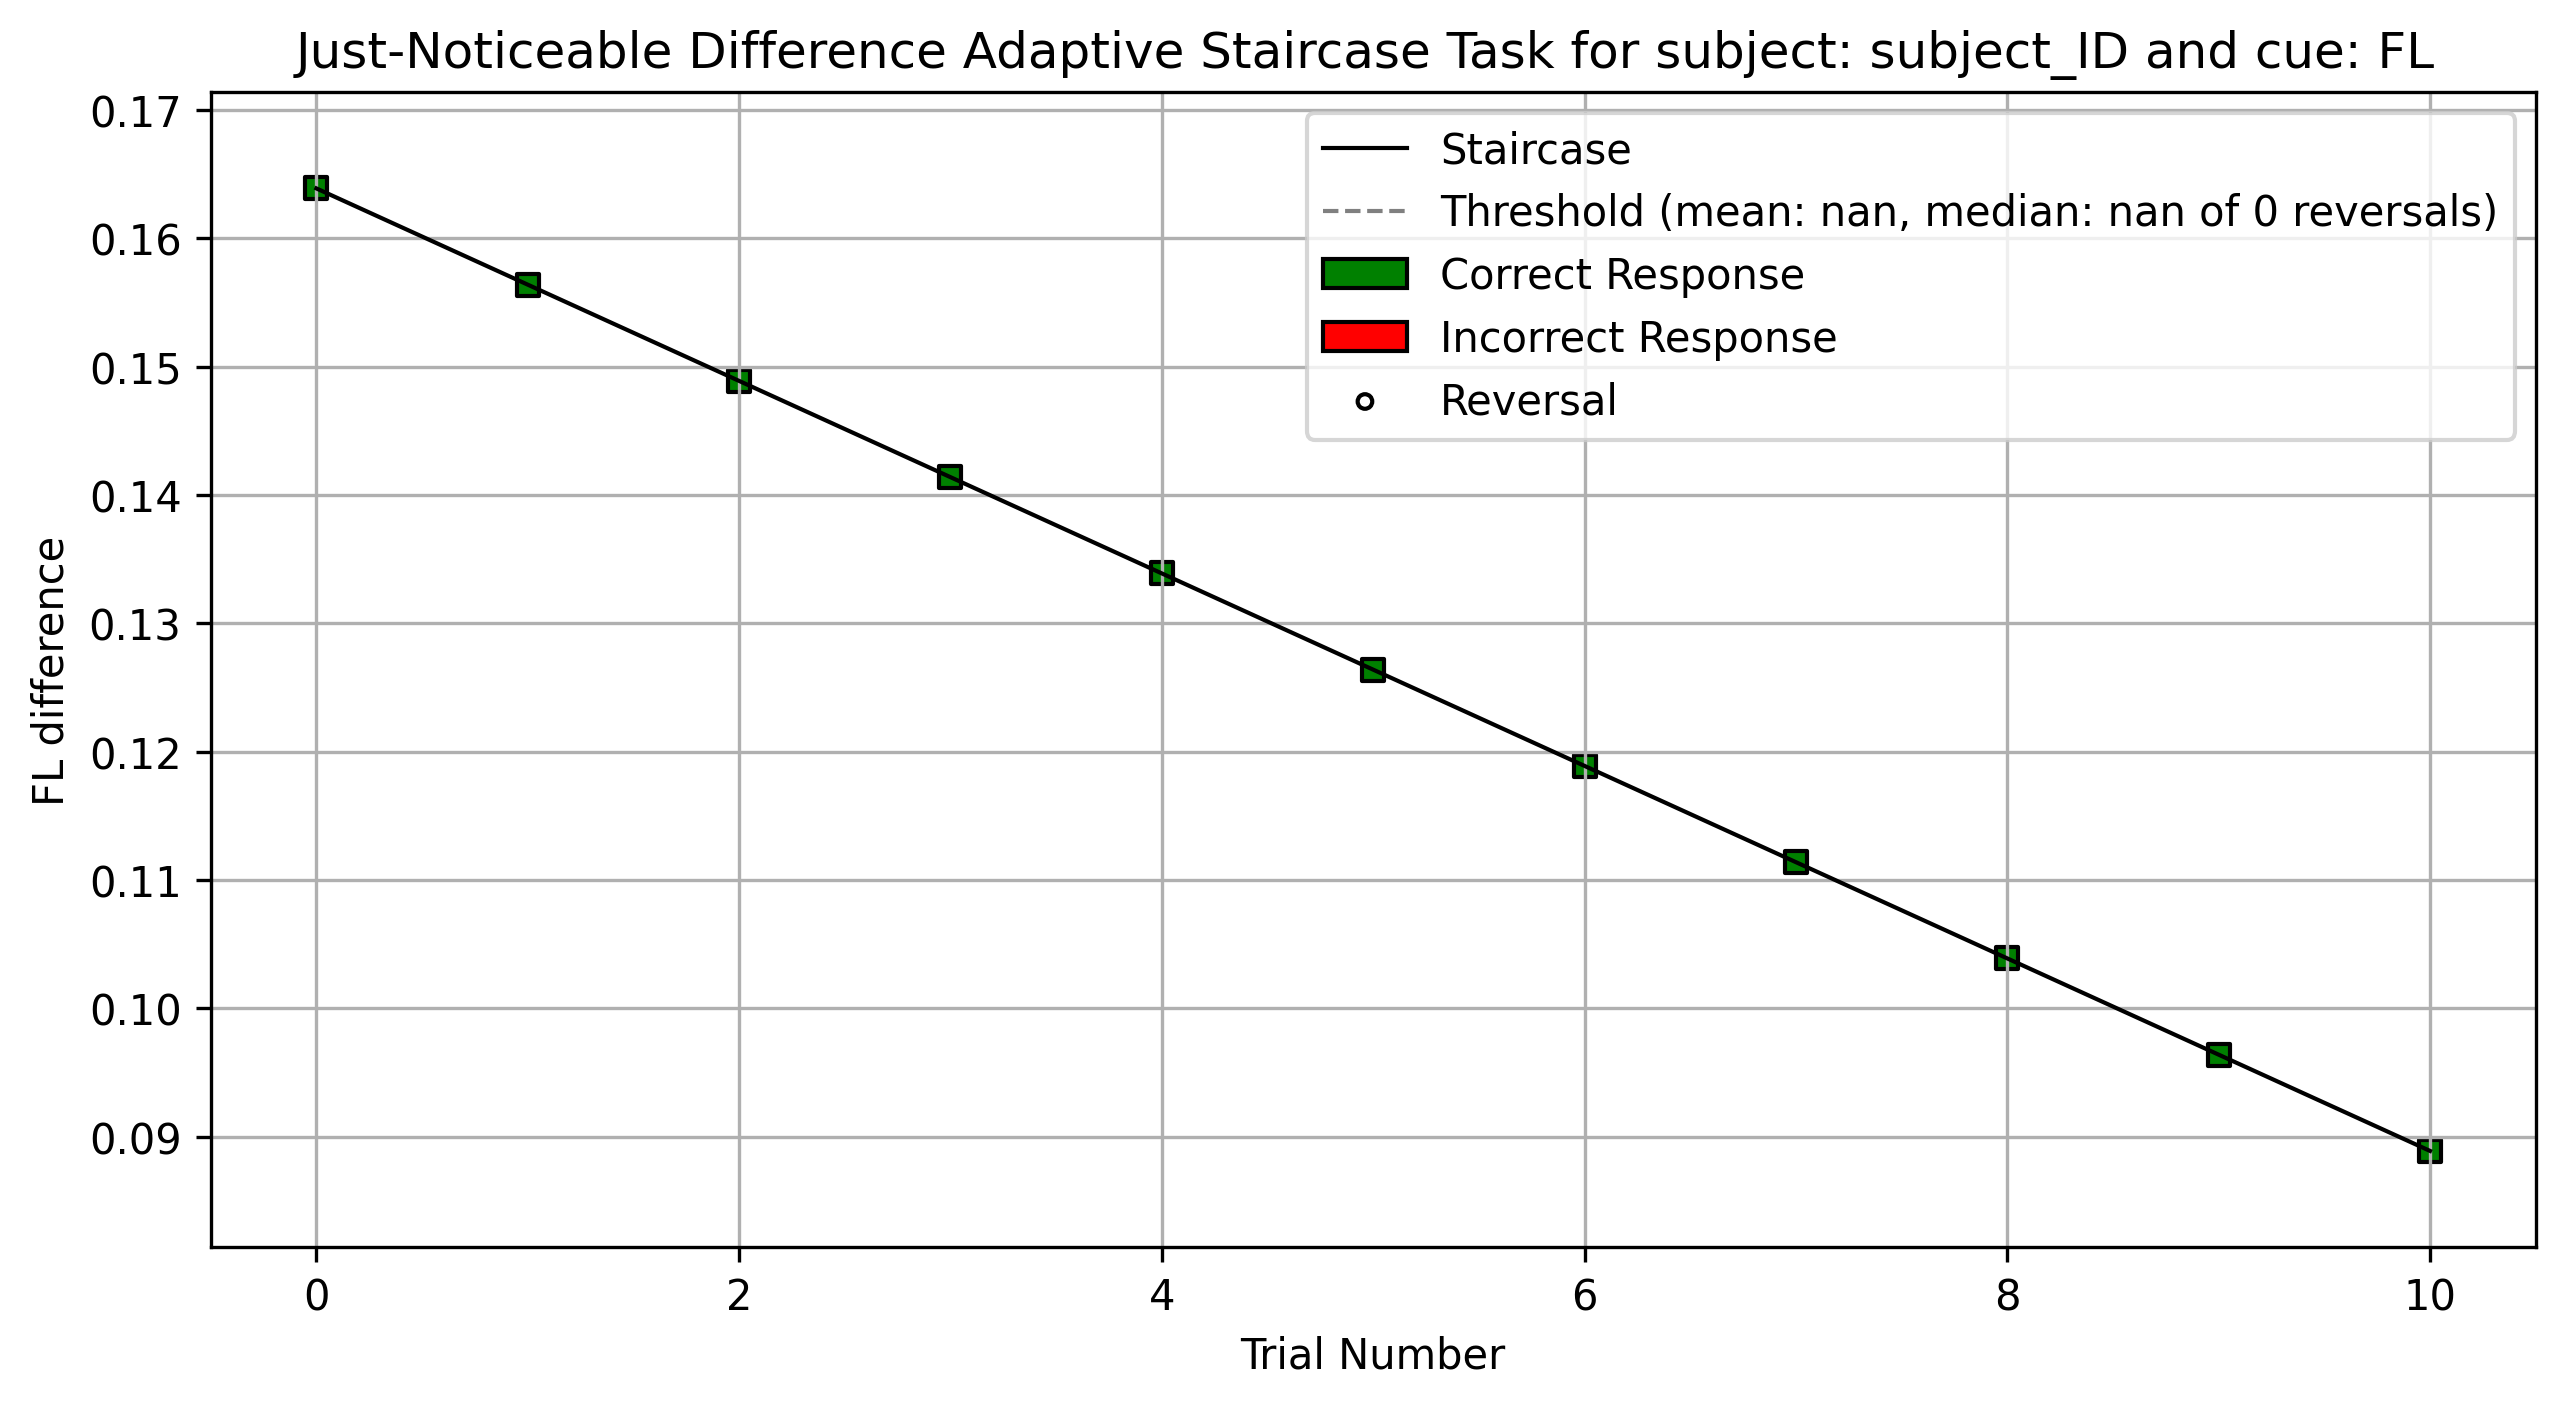 Just-Noticeable Difference Adaptive Staircase Task for subject: subject_ID and cue: FL
0.17
0.16
0.15
0.14
0.13
0.12
0.11
0.10
0.09
FL difference
Staircase
Threshold (mean: nan, median: nan of 0 reversals)
Correct Response
Incorrect Response
Reversal
0 2 4 6 8 10
Trial Number